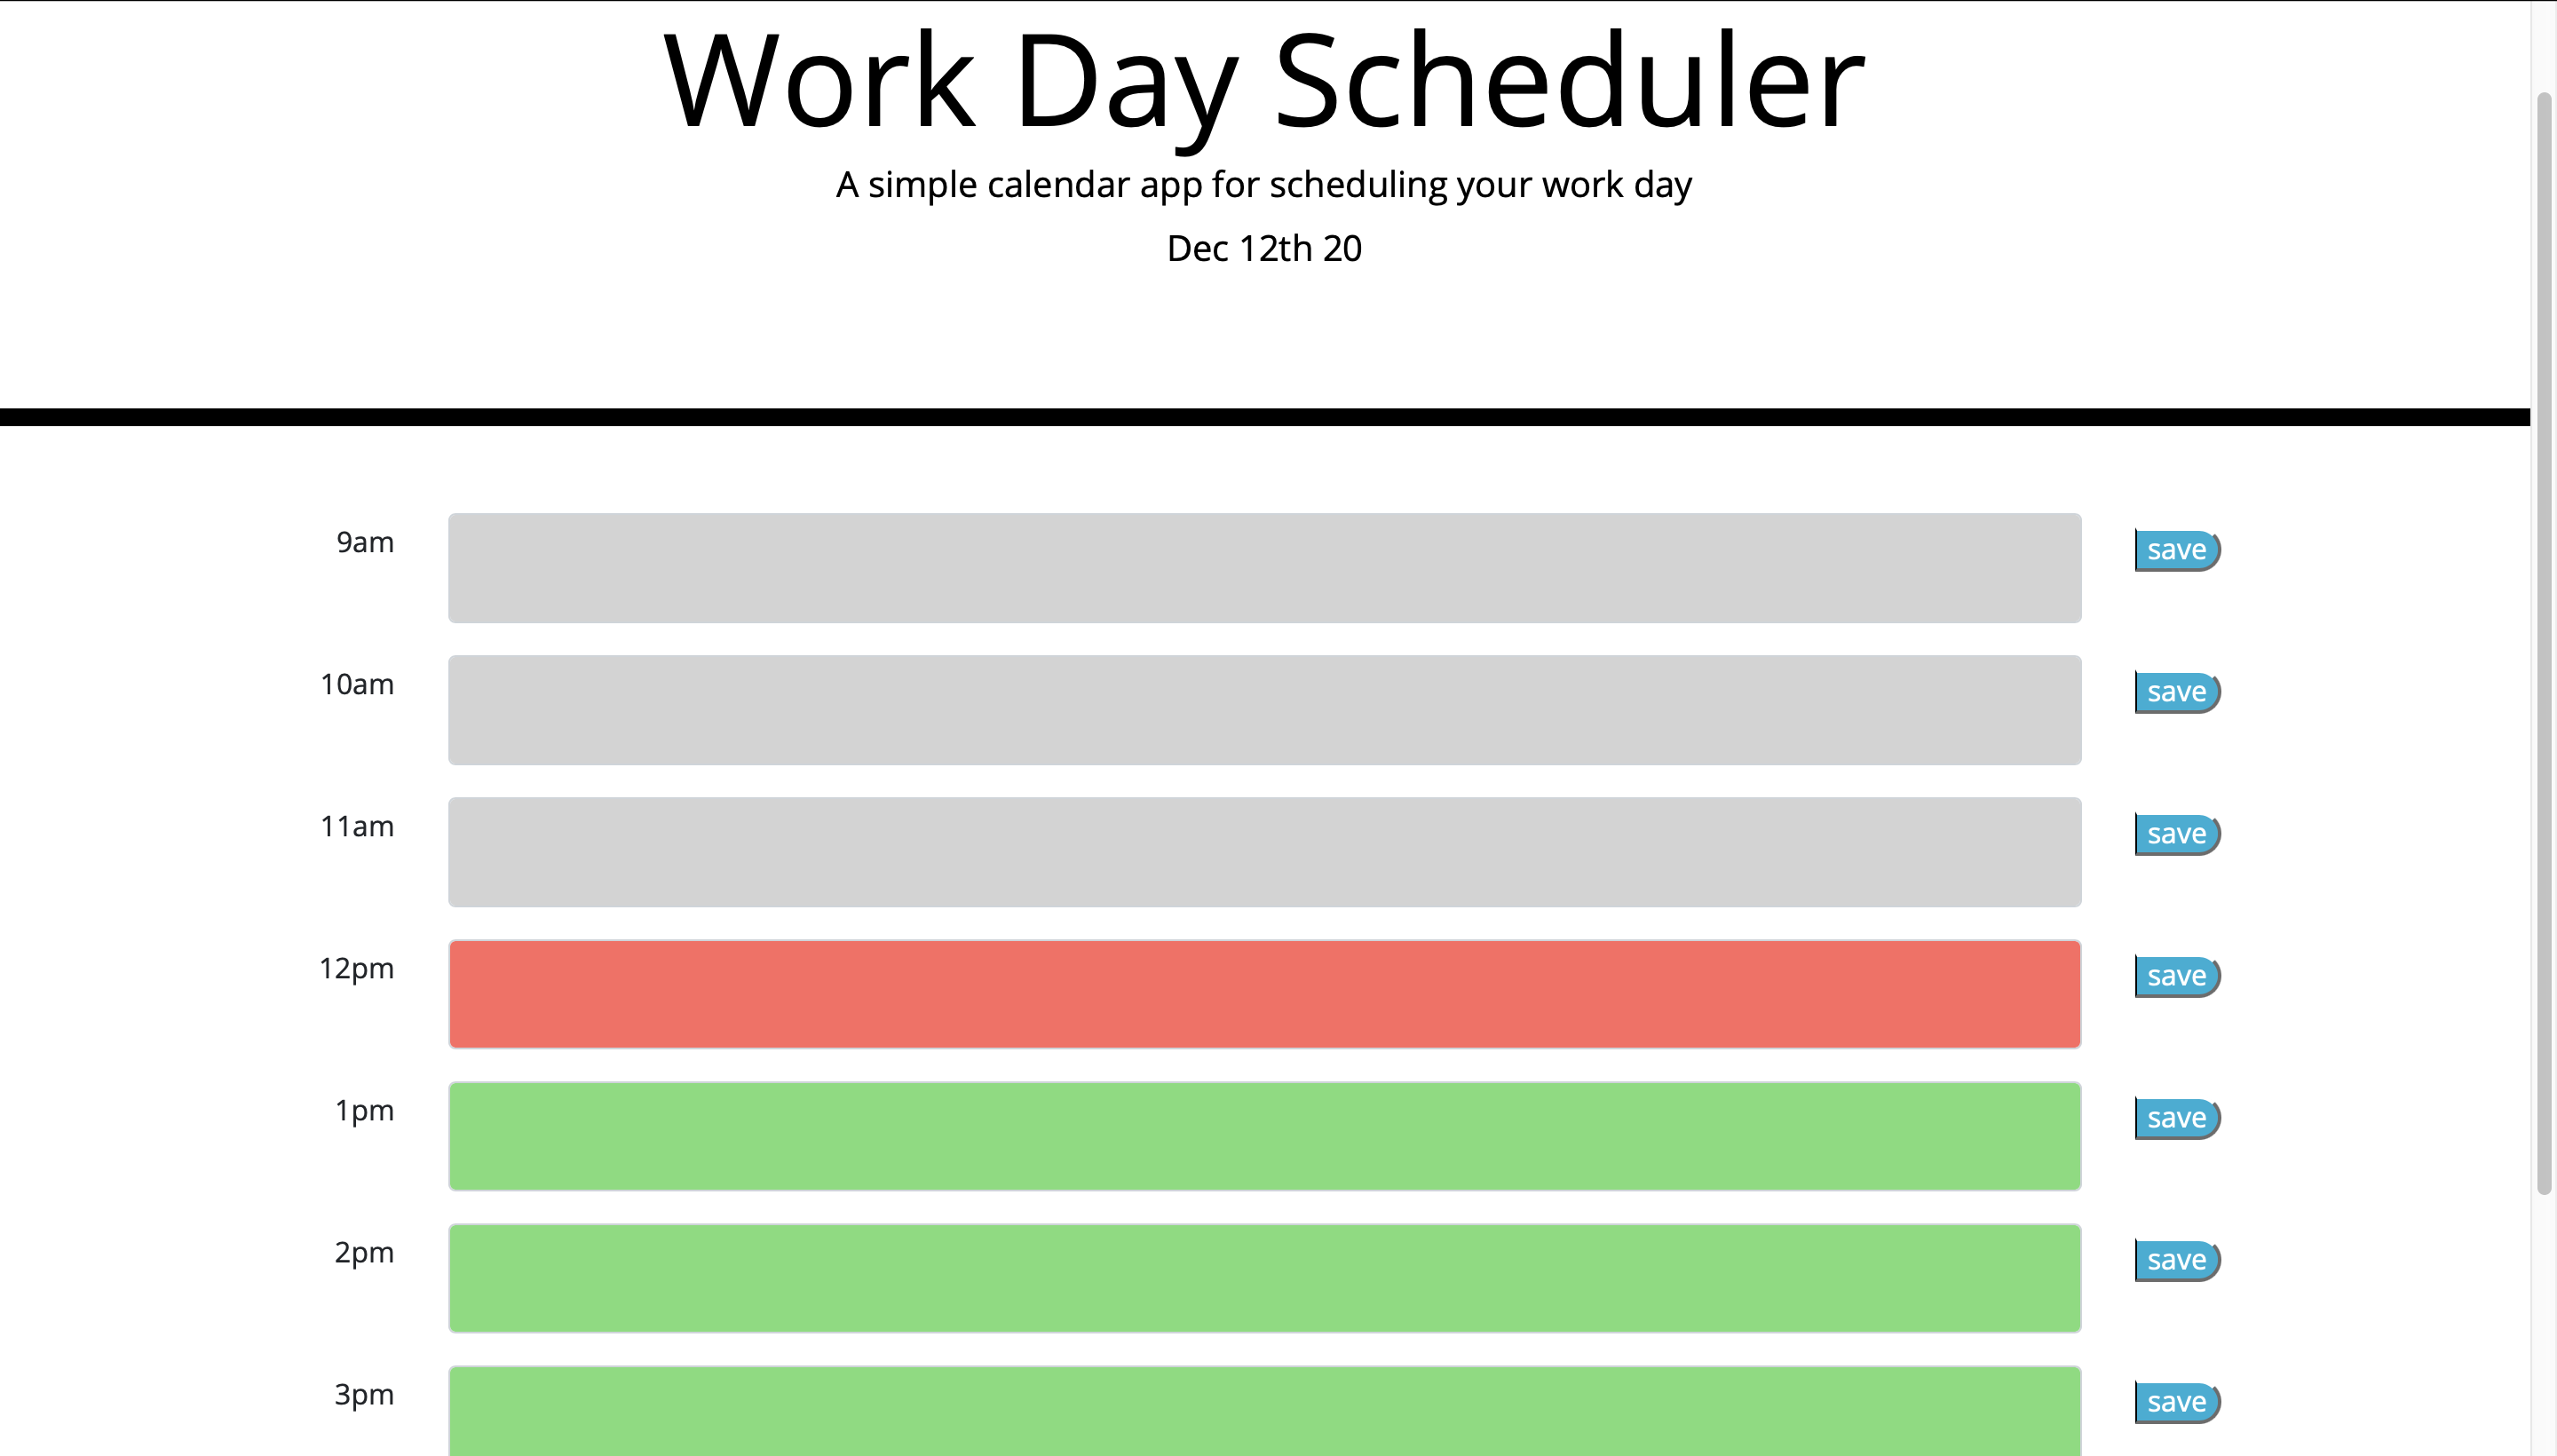 Work Day Scheduler
A simple calendar app for scheduling your work day
Dec 12th 20
9am
save
10am
save
11am
save
12pm
save
1pm
save
2pm
save
3pm
save